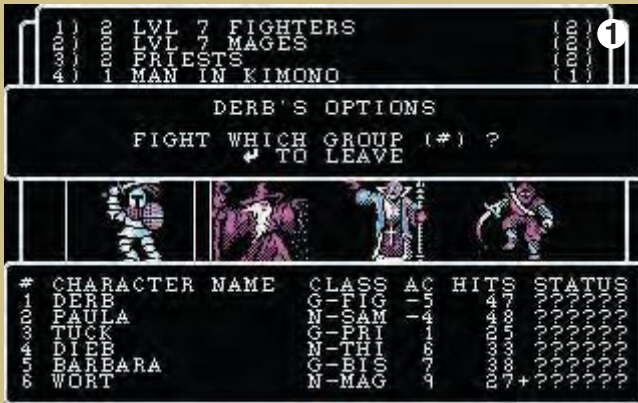 1) 2 LVL 7 FIGHTERS (2)
2) 2 LVL 7 MAGES (2)
3) 2 PRIESTS (2)
4) 1 MAN IN KIMONO (1)
1
DERB'S OPTIONS
FIGHT WHICH GROUP (#) ?
↵ TO LEAVE
# CHARACTER NAME CLASS AC HITS STATUS
1 DERB G-FIG -5 47 ??????
2 PAULA N-SAM -4 48 ??????
3 TUCK G-PRI 1 25 ??????
4 DIEB N-THI 6 33 ??????
5 BARBARA G-BIS 7 38 ??????
6 WORT N-MAG 9 27+??????